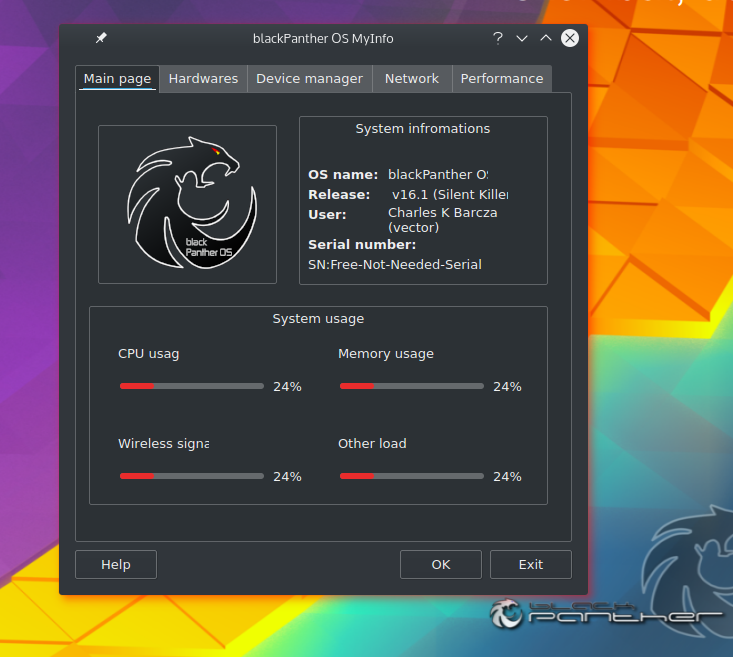 blackPanther OS MyInfo
Main page Hardwares Device manager Network Performance
System infromations
OS name: blackPanther OS
Release: v16.1 (Silent Killer
User: Charles K Barcza
(vector)
Serial number:
SN:Free-Not-Needed-Serial
black
Panther OS
System usage
CPU usag Memory usage
24% 24%
Wireless signa Other load
24% 24%
Help OK Exit
black
panther